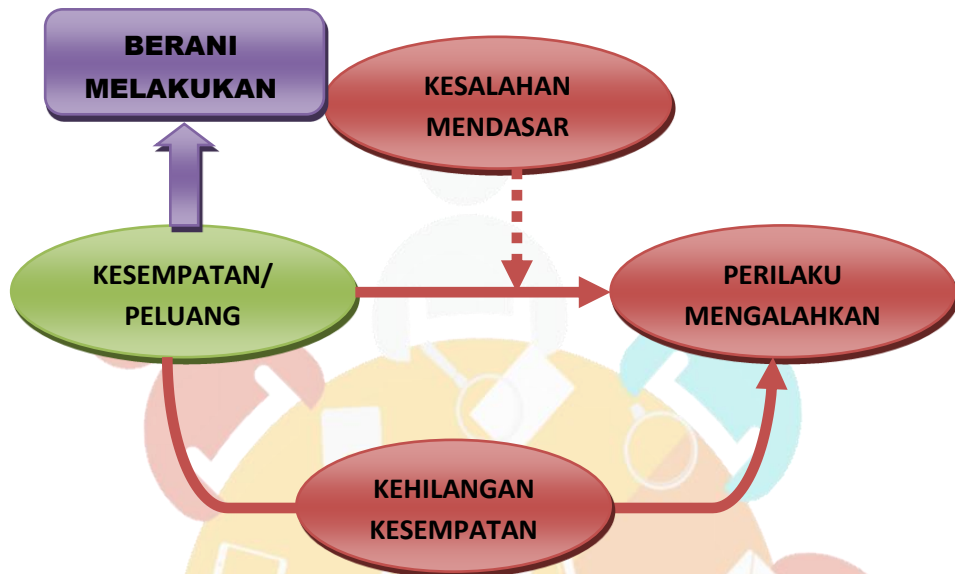 BERANI
MELAKUKAN
KESALAHAN
MENDASAR
KESEMPATAN/
PELUANG
PERILAKU
MENGALAHKAN
KEHILANGAN
KESEMPATAN